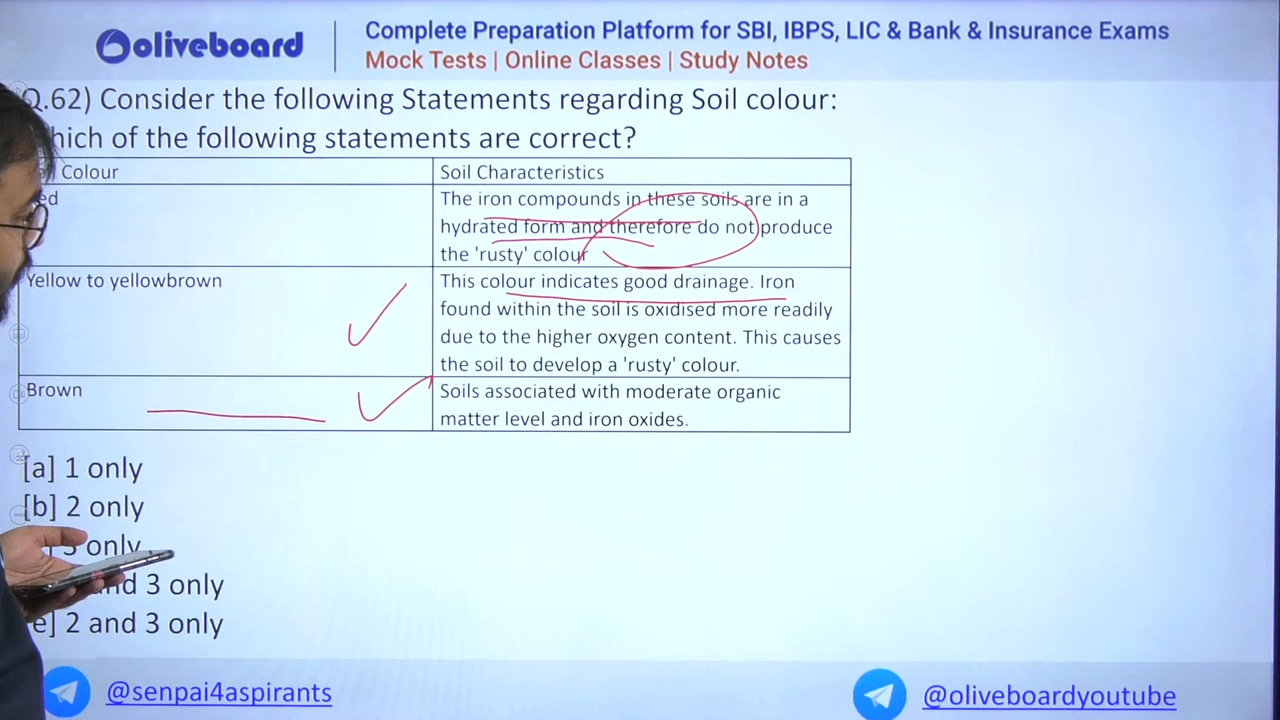 oliveboard
Complete Preparation Platform for SBI, IBPS, LIC & Bank & Insurance Exams
Mock Tests | Online Classes | Study Notes
Q.62) Consider the following Statements regarding Soil colour:
of the following statements are correct?
Colour
Soil Characteristics
The iron compounds in these soils are in a
hydrated form and therefore do not produce
the 'rusty' colour
Yellow to yellowbrown
This colour indicates good drainage. Iron
found within the soil is oxidised more readily
due to the higher oxygen content. This causes
the soil to develop a 'rusty' colour.
Brown
Soils associated with moderate organic
matter level and iron oxides.
[a] 1 only
[b] 2 only
3 only
and 3 only
e] 2 and 3 only
@senpai4aspirants
@oliveboardyoutube